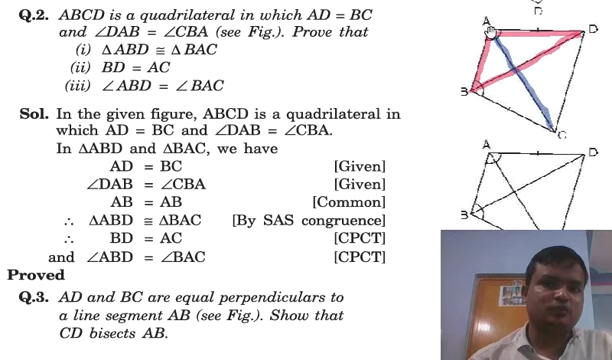 Q.2. ABCD is a quadrilateral in which AD = BC
and ∠DAB = ∠CBA (see Fig.). Prove that
(i) ΔABD ≅ ΔBAC
(ii) BD = AC
(iii) ∠ABD = ∠BAC
Sol. In the given figure, ABCD is a quadrilateral in
which AD = BC and ∠DAB = ∠CBA.
In ΔABD and ΔBAC, we have
AD = BC [Given]
∠DAB = ∠CBA [Given]
AB = AB [Common]
∴ ΔABD ≅ ΔBAC [By SAS congruence]
∴ BD = AC [CPCT]
and ∠ABD = ∠BAC [CPCT]
Proved
Q.3. AD and BC are equal perpendiculars to
a line segment AB (see Fig.). Show that
CD bisects AB.
D
A
D
B
C
A
D
B